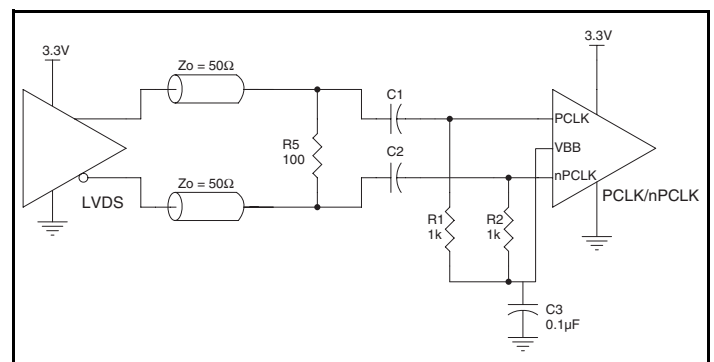 3.3V
3.3V
Zo = 50Ω
C1
PCLK
R5
100
VBB
C2
nPCLK
Zo = 50Ω
LVDS
PCLK/nPCLK
R1
1k
R2
1k
C3
0.1µF